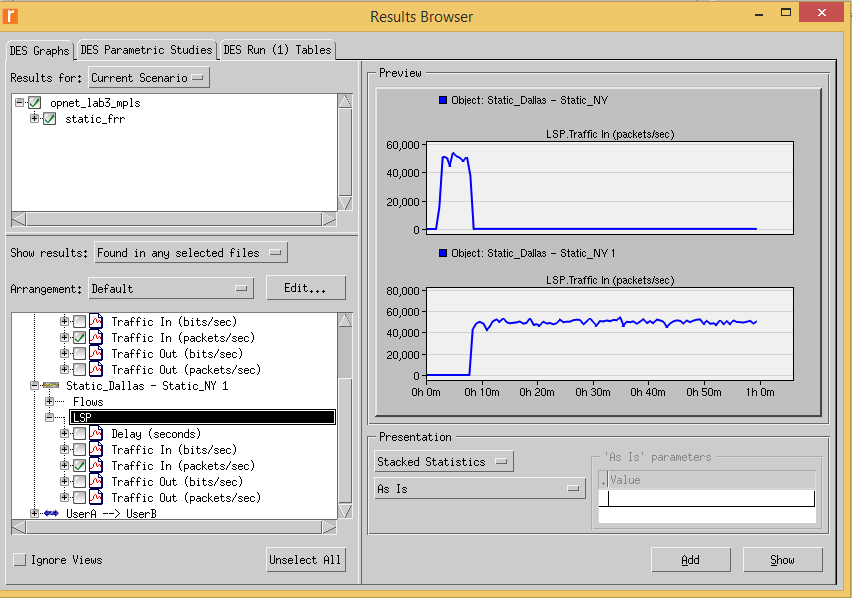 r
Results Browser
DES Graphs
DES Parametric Studies
DES Run (1) Tables
Results for:
Current Scenario
opnet_lab3_mpls
static_frr
Show results:
Found in any selected files
Arrangement:
Default
Edit...
Traffic In (bits/sec)
Traffic In (packets/sec)
Traffic Out (bits/sec)
Traffic Out (packets/sec)
Static_Dallas - Static_NY 1
Flows
LSP
Delay (seconds)
Traffic In (bits/sec)
Traffic In (packets/sec)
Traffic Out (bits/sec)
Traffic Out (packets/sec)
UserA --> UserB
Ignore Views
Unselect All
Preview
Object: Static_Dallas - Static_NY
LSP.Traffic In (packets/sec)
60,000
40,000
20,000
0
Object: Static_Dallas - Static_NY 1
LSP.Traffic In (packets/sec)
80,000
60,000
40,000
20,000
0
0h 0m 0h 10m 0h 20m 0h 30m 0h 40m 0h 50m 1h 0m
Presentation
Stacked Statistics
As Is
'As Is' parameters
. Value
Add
Show